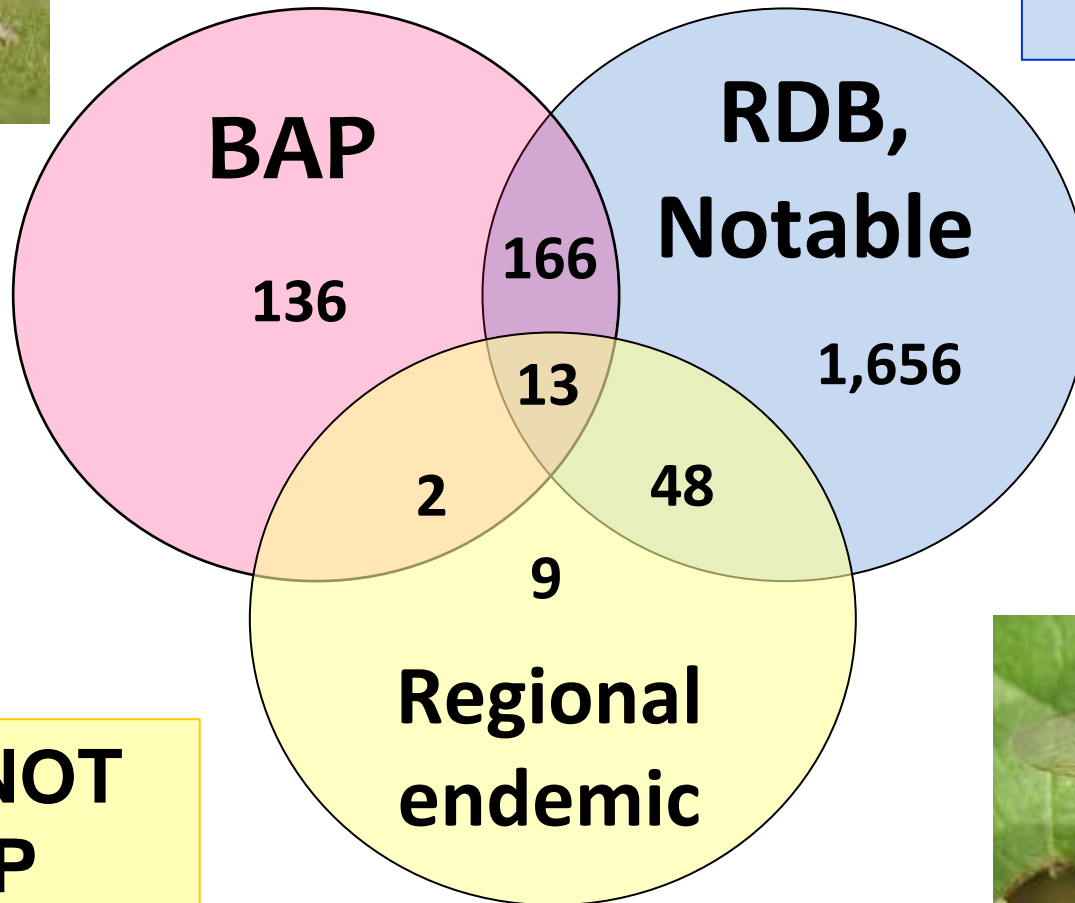 BAP
RDB,
Notable
166
136
1,656
13
2
48
9
Regional
endemic
NOT